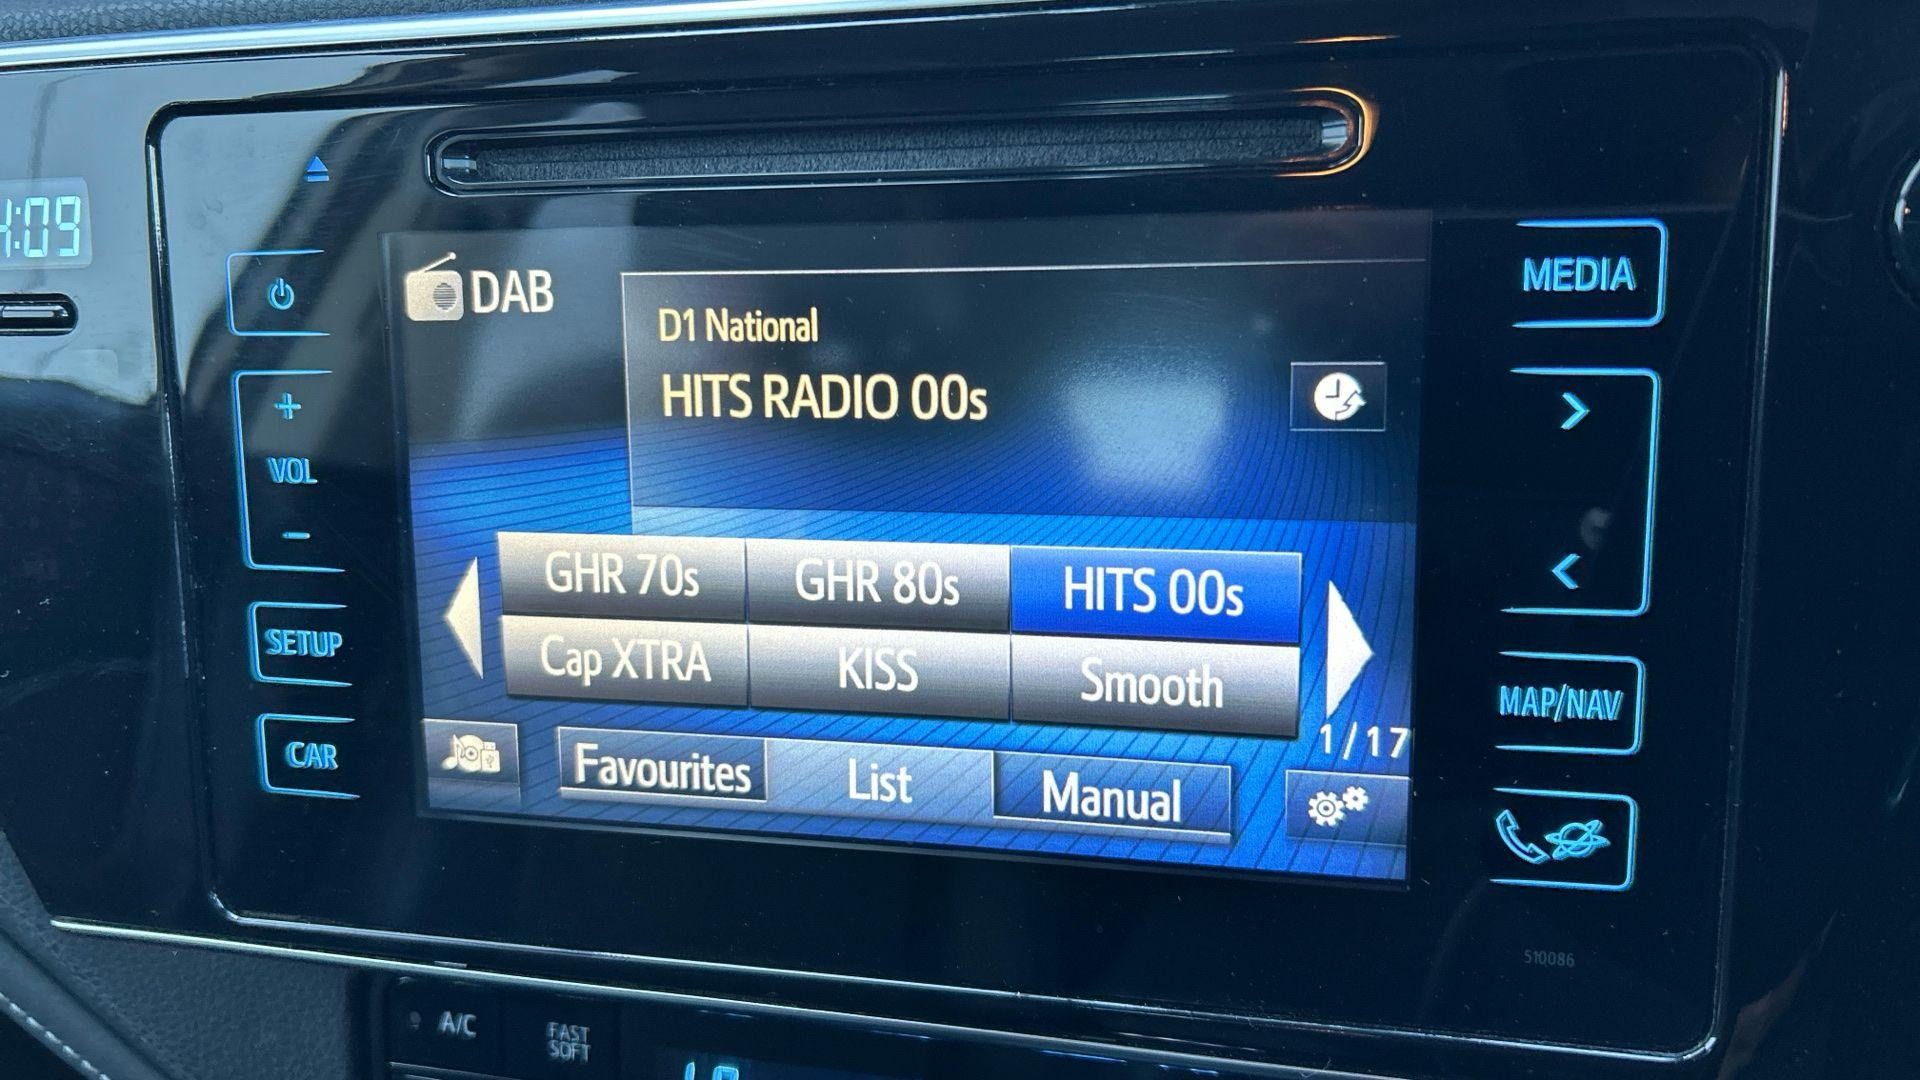 :09
DAB
D1 National
HITS RADIO 00s
MEDIA
+
VOL
-
SETUP
CAR
GHR 70s
GHR 80s
HITS 00s
Cap XTRA
KISS
Smooth
1/17
Favourites
List
Manual
MAP/NAV
510086
A/C
FAST
SOFT